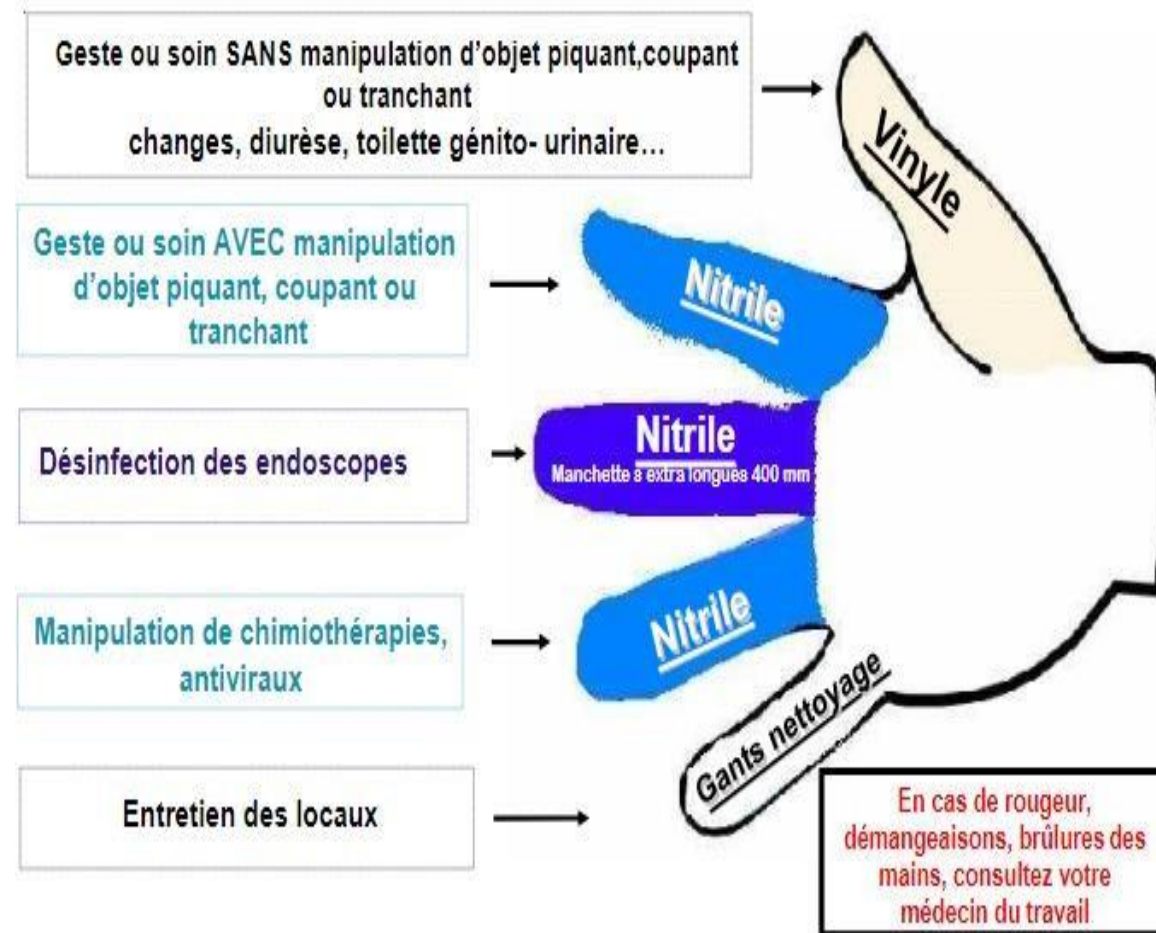 Geste ou soin SANS manipulation d'objet piquant,coupant
ou tranchant
changes, diurèse, toilette génito- urinaire...
Vinyle
Geste ou soin AVEC manipulation
d'objet piquant, coupant ou
tranchant
Nitrile
Désinfection des endoscopes
Nitrile
Manchette s extra longues 400 mm
Manipulation de chimiothérapies,
antiviraux
Nitrile
Entretien des locaux
Gants nettoyage
En cas de rougeur,
démangeaisons, brûlures des
mains, consultez votre
médecin du travail